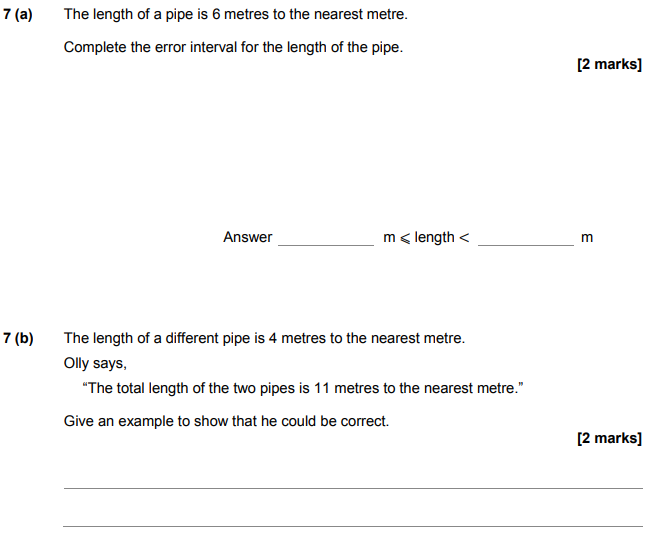 7 (a) The length of a pipe is 6 metres to the nearest metre.
Complete the error interval for the length of the pipe.
[2 marks]
Answer ____________ m ⩽ length < ____________ m
7 (b) The length of a different pipe is 4 metres to the nearest metre.
Olly says,
“The total length of the two pipes is 11 metres to the nearest metre.”
Give an example to show that he could be correct.
[2 marks]